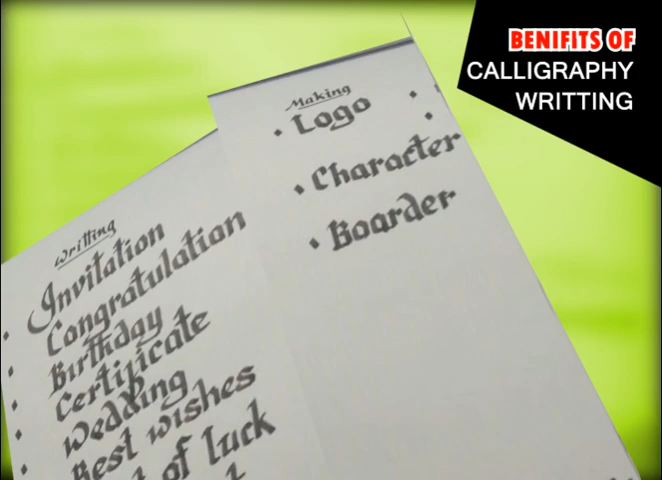 BENIFITS OF
CALLIGRAPHY
WRITTING
Making
• Logo
• Character
• Boarder
writting
• Invitation
• Congratulation
• Birthday
• Certificate
• Wedding
• Best wishes
of luck